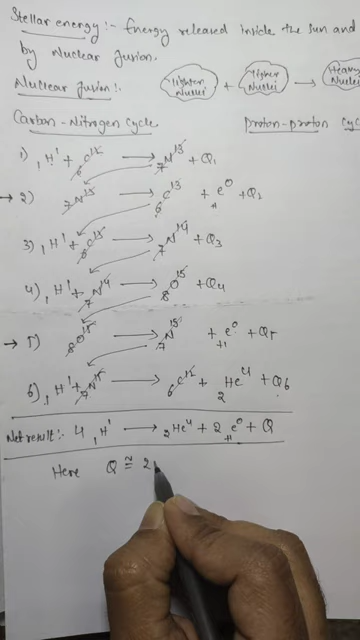 Stellar energy :- Energy released inside the sun and
by Nuclear fusion.
Nuclear fusion :-
lighter Nuclei + Lighter Nuclei → Heavy Nuclei
Carbon-Nitrogen Cycle
Proton-proton cyc
1) ₁H¹ + ₆C¹² → ₇N¹³ + Q₁
→ 2) ₇N¹³ → ₆C¹³ + ₊₁e⁰ + Q₂
3) ₁H¹ + ₆C¹³ → ₇N¹⁴ + Q₃
4) ₁H¹ + ₇N¹⁴ → ₈O¹⁵ + Q₄
→ 5) ₈O¹⁵ → ₇N¹⁵ + ₊₁e⁰ + Q₅
6) ₁H¹ + ₇N¹⁵ → ₆C¹² + ₂He⁴ + Q₆
Net result :- 4 ₁H¹ → ₂He⁴ + 2 ₊₁e⁰ + Q
Here Q ≅ 2